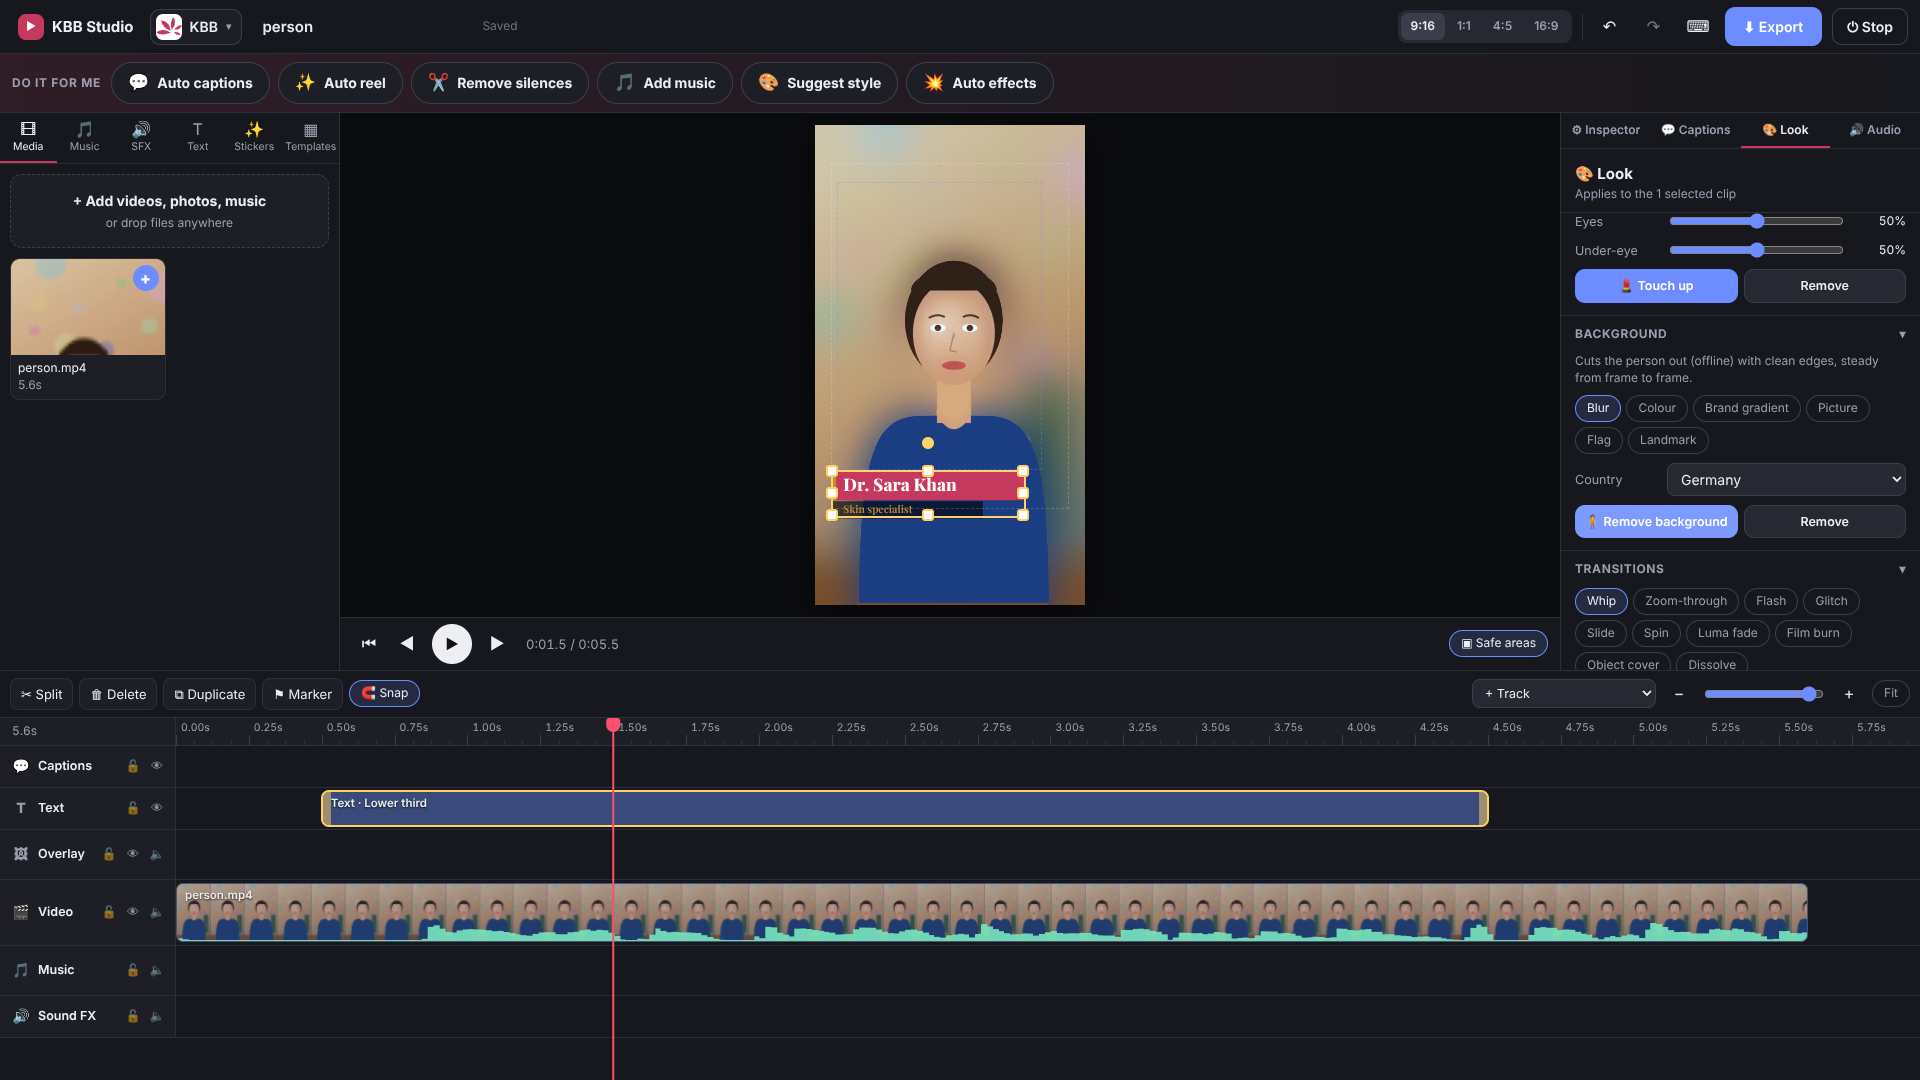 KBB Studio
KBB
person
Saved
9:16
1:1
4:5
16:9
Export
Stop
DO IT FOR ME
Auto captions
Auto reel
Remove silences
Add music
Suggest style
Auto effects
Media
Music
SFX
Text
Stickers
Templates
+ Add videos, photos, music
or drop files anywhere
person.mp4
5.6s
Dr. Sara Khan
Skin specialist
0:01.5 / 0:05.5
Safe areas
Inspector
Captions
Look
Audio
Look
Applies to the 1 selected clip
Eyes 50%
Under-eye 50%
Touch up
Remove
BACKGROUND
Cuts the person out (offline) with clean edges, steady
from frame to frame.
Blur
Colour
Brand gradient
Picture
Flag
Landmark
Country
Germany
Remove background
Remove
TRANSITIONS
Whip
Zoom-through
Flash
Glitch
Slide
Spin
Luma fade
Film burn
Object cover
Dissolve
Split
Delete
Duplicate
Marker
Snap
+ Track
Fit
5.6s
0.00s 0.25s 0.50s 0.75s 1.00s 1.25s 1.50s 1.75s 2.00s 2.25s 2.50s 2.75s 3.00s 3.25s 3.50s 3.75s 4.00s 4.25s 4.50s 4.75s 5.00s 5.25s 5.50s 5.75s
Captions
Text
Text · Lower third
Overlay
Video
person.mp4
Music
Sound FX